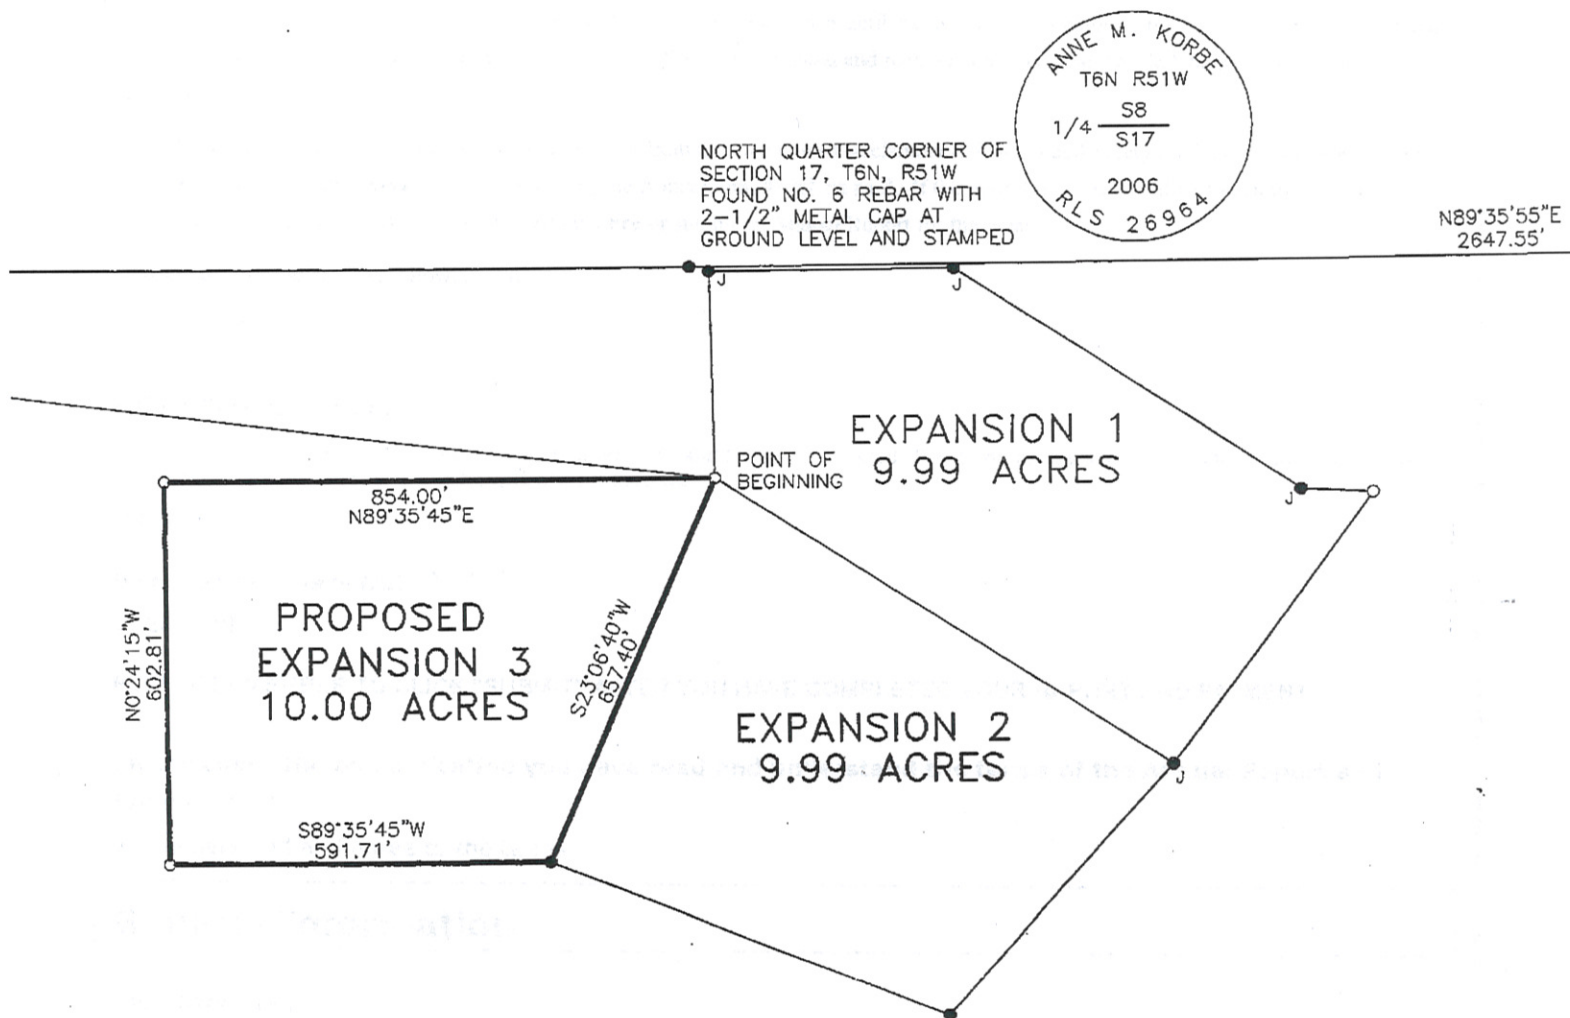 ANNE M. KORBE
T6N R51W
1/4 S8
S17
2006
RLS 26964
NORTH QUARTER CORNER OF
SECTION 17, T6N, R51W
FOUND NO. 6 REBAR WITH
2-1/2" METAL CAP AT
GROUND LEVEL AND STAMPED
N89°35'55"E
2647.55'
J
J
EXPANSION 1
9.99 ACRES
POINT OF
BEGINNING
J
854.00'
N89°35'45"E
N0°24'15"W
602.81'
PROPOSED
EXPANSION 3
10.00 ACRES
S23°06'40"W
657.40'
EXPANSION 2
9.99 ACRES
J
S89°35'45"W
591.71'